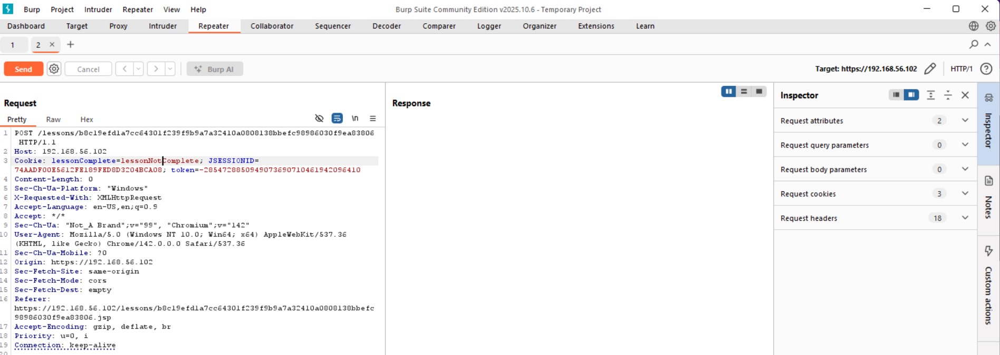 Burp Project Intruder Repeater View Help
Burp Suite Community Edition v2025.10.6 - Temporary Project
Dashboard Target Proxy Intruder Repeater Collaborator Sequencer Decoder Comparer Logger Organizer Extensions Learn
1 2
Send Cancel Burp AI
Target: https://192.168.56.102 HTTP/1
Request
Pretty Raw Hex \n
1 POST /lessons/b8c19efd1a7cc64301f239f9b9a7a32410a0808138bbefc98986030f9ea83806
HTTP/1.1
2 Host: 192.168.56.102
3 Cookie: lessonComplete=lessonNotComplete; JSESSIONID=
74AADF00E5612FE189FED8D3204BCA08; token=-2854728850949073690710461942096410
4 Content-Length: 0
5 Sec-Ch-Ua-Platform: "Windows"
6 X-Requested-With: XMLHttpRequest
7 Accept-Language: en-US,en;q=0.9
8 Accept: */*
9 Sec-Ch-Ua: "Not_A Brand";v="99", "Chromium";v="142"
10 User-Agent: Mozilla/5.0 (Windows NT 10.0; Win64; x64) AppleWebKit/537.36
(KHTML, like Gecko) Chrome/142.0.0.0 Safari/537.36
11 Sec-Ch-Ua-Mobile: ?0
12 Origin: https://192.168.56.102
13 Sec-Fetch-Site: same-origin
14 Sec-Fetch-Mode: cors
15 Sec-Fetch-Dest: empty
16 Referer:
https://192.168.56.102/lessons/b8c19efd1a7cc64301f239f9b9a7a32410a0808138bbefc
98986030f9ea83806.jsp
17 Accept-Encoding: gzip, deflate, br
18 Priority: u=0, i
19 Connection: keep-alive
20
Response
Inspector
Request attributes 2
Request query parameters 0
Request body parameters 0
Request cookies 3
Request headers 18
Inspector
Notes
Custom actions